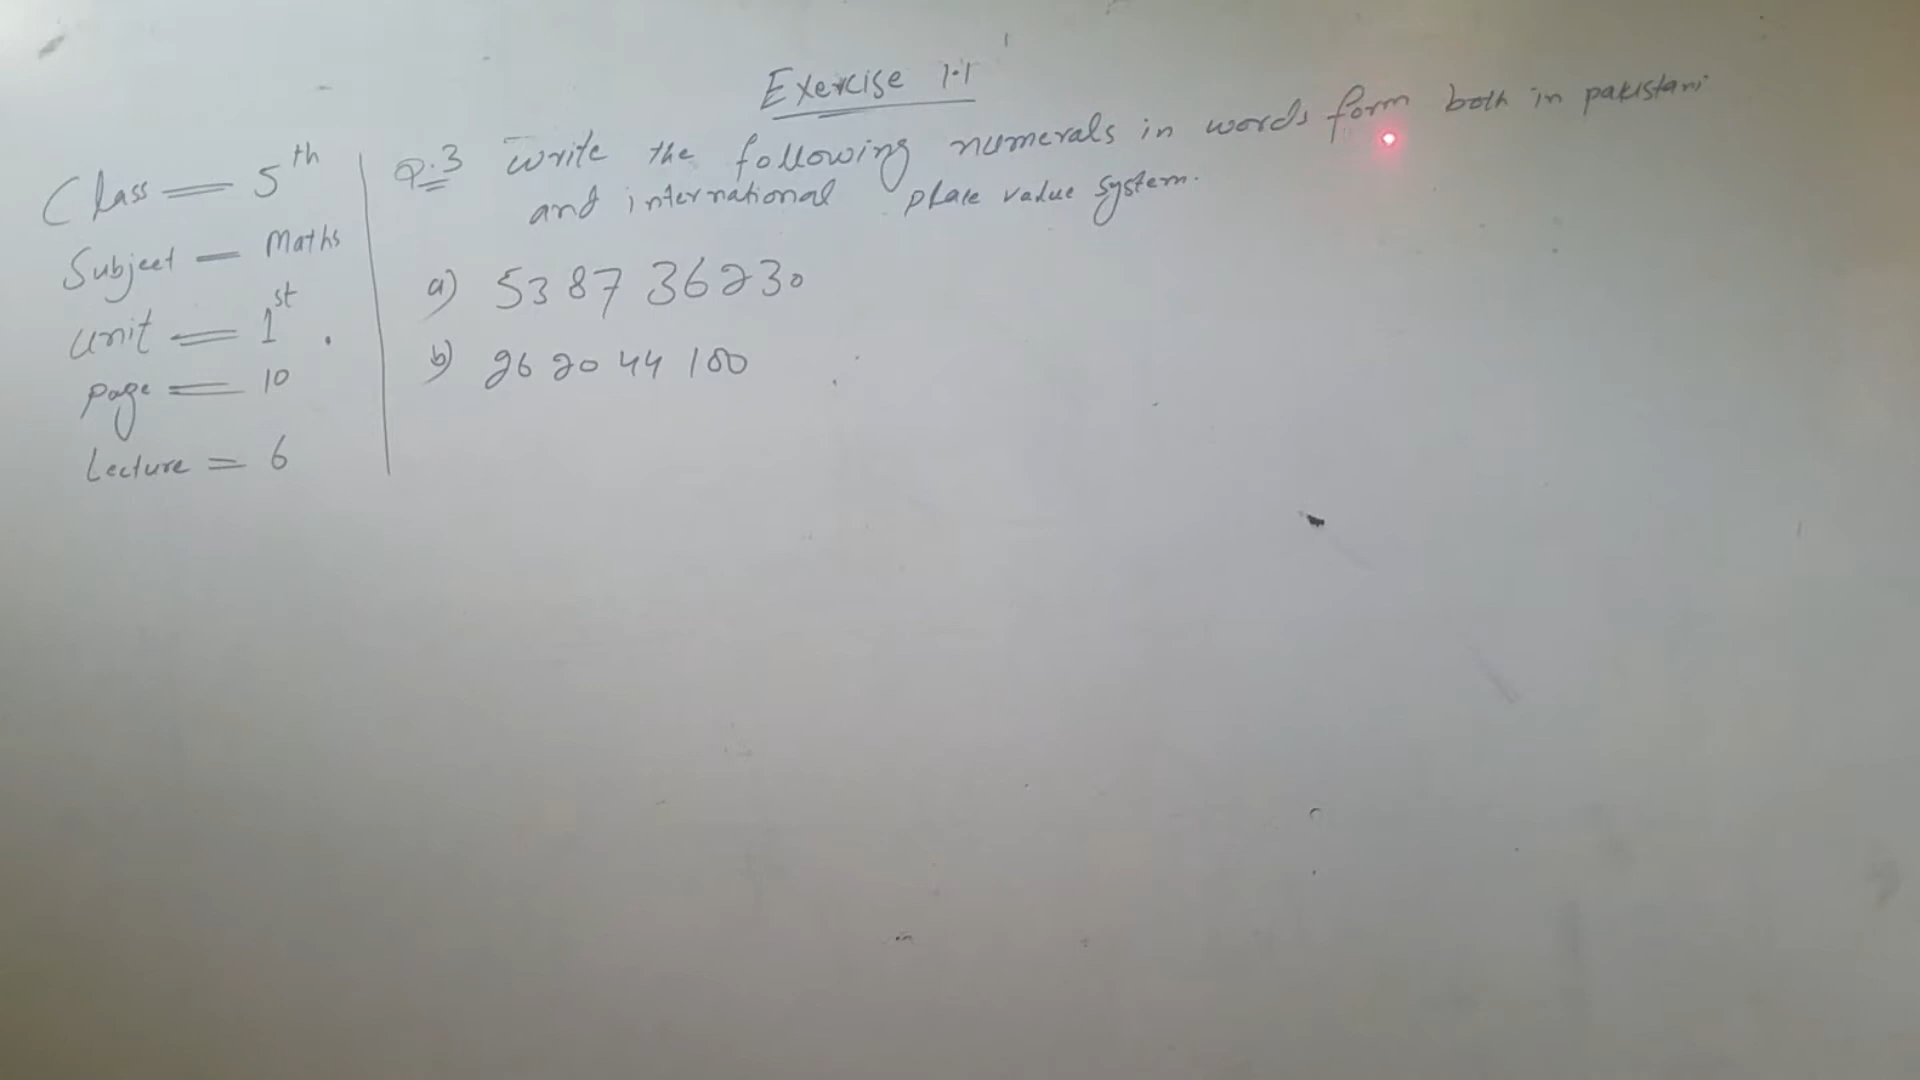 Exercise 1.1
Class = 5th
Subject - Maths
Unit = 1st.
Page = 10
Lecture = 6
Q.3 Write the following numerals in words form both in pakistani
and international place value system.
a) 53 87 36230
b) 26 20 44 100